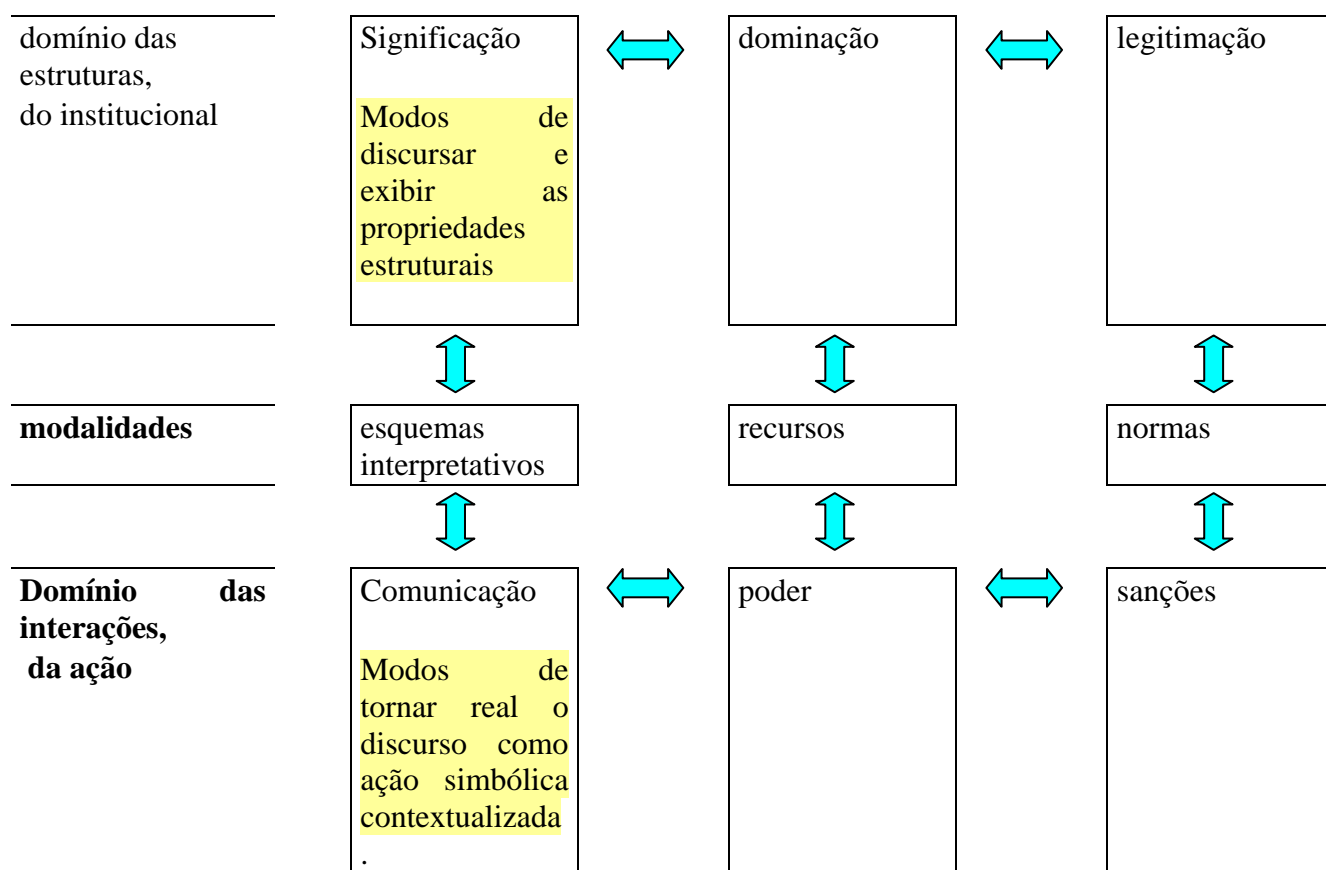 domínio das
estruturas,
do institucional
Significação
Modos de
discursar e
exibir as
propriedades
estruturais
dominação
legitimação
modalidades
esquemas
interpretativos
recursos
normas
Domínio das
interações,
da ação
Comunicação
Modos de
tornar real o
discurso como
ação simbólica
contextualizada
.
poder
sanções